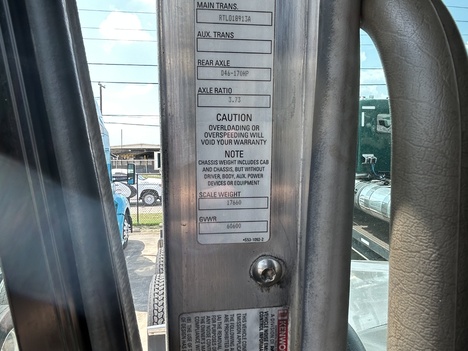 MAIN TRANS.
RTLO18913A
AUX. TRANS
REAR AXLE
D46-170HP
AXLE RATIO
3.73
CAUTION
OVERLOADING OR
OVERSPEEDING WILL
VOID YOUR WARRANTY
NOTE
CHASSIS WEIGHT INCLUDES CAB
AND CHASSIS, BUT WITHOUT
DRIVER, BODY, AUX. POWER
DEVICES OR EQUIPMENT
SCALE WEIGHT
17660
GVWR
60600
KENWO